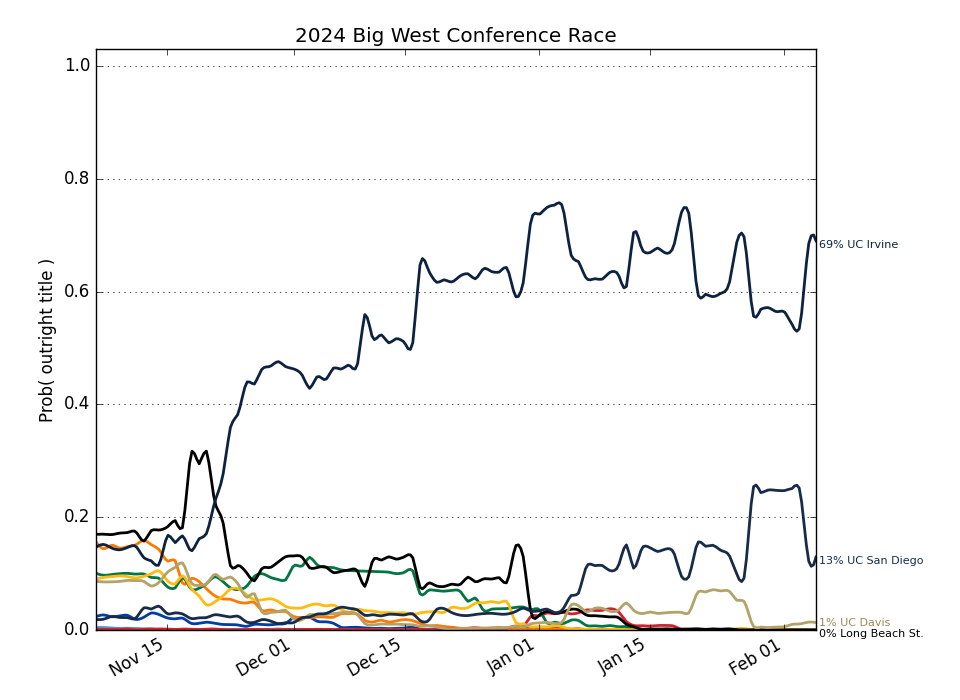 2024 Big West Conference Race
1.0
0.8
0.6
0.4
0.2
0.0
Prob( outright title )
69% UC Irvine
13% UC San Diego
1% UC Davis
0% Long Beach St.
Nov 15
Dec 01
Dec 15
Jan 01
Jan 15
Feb 01